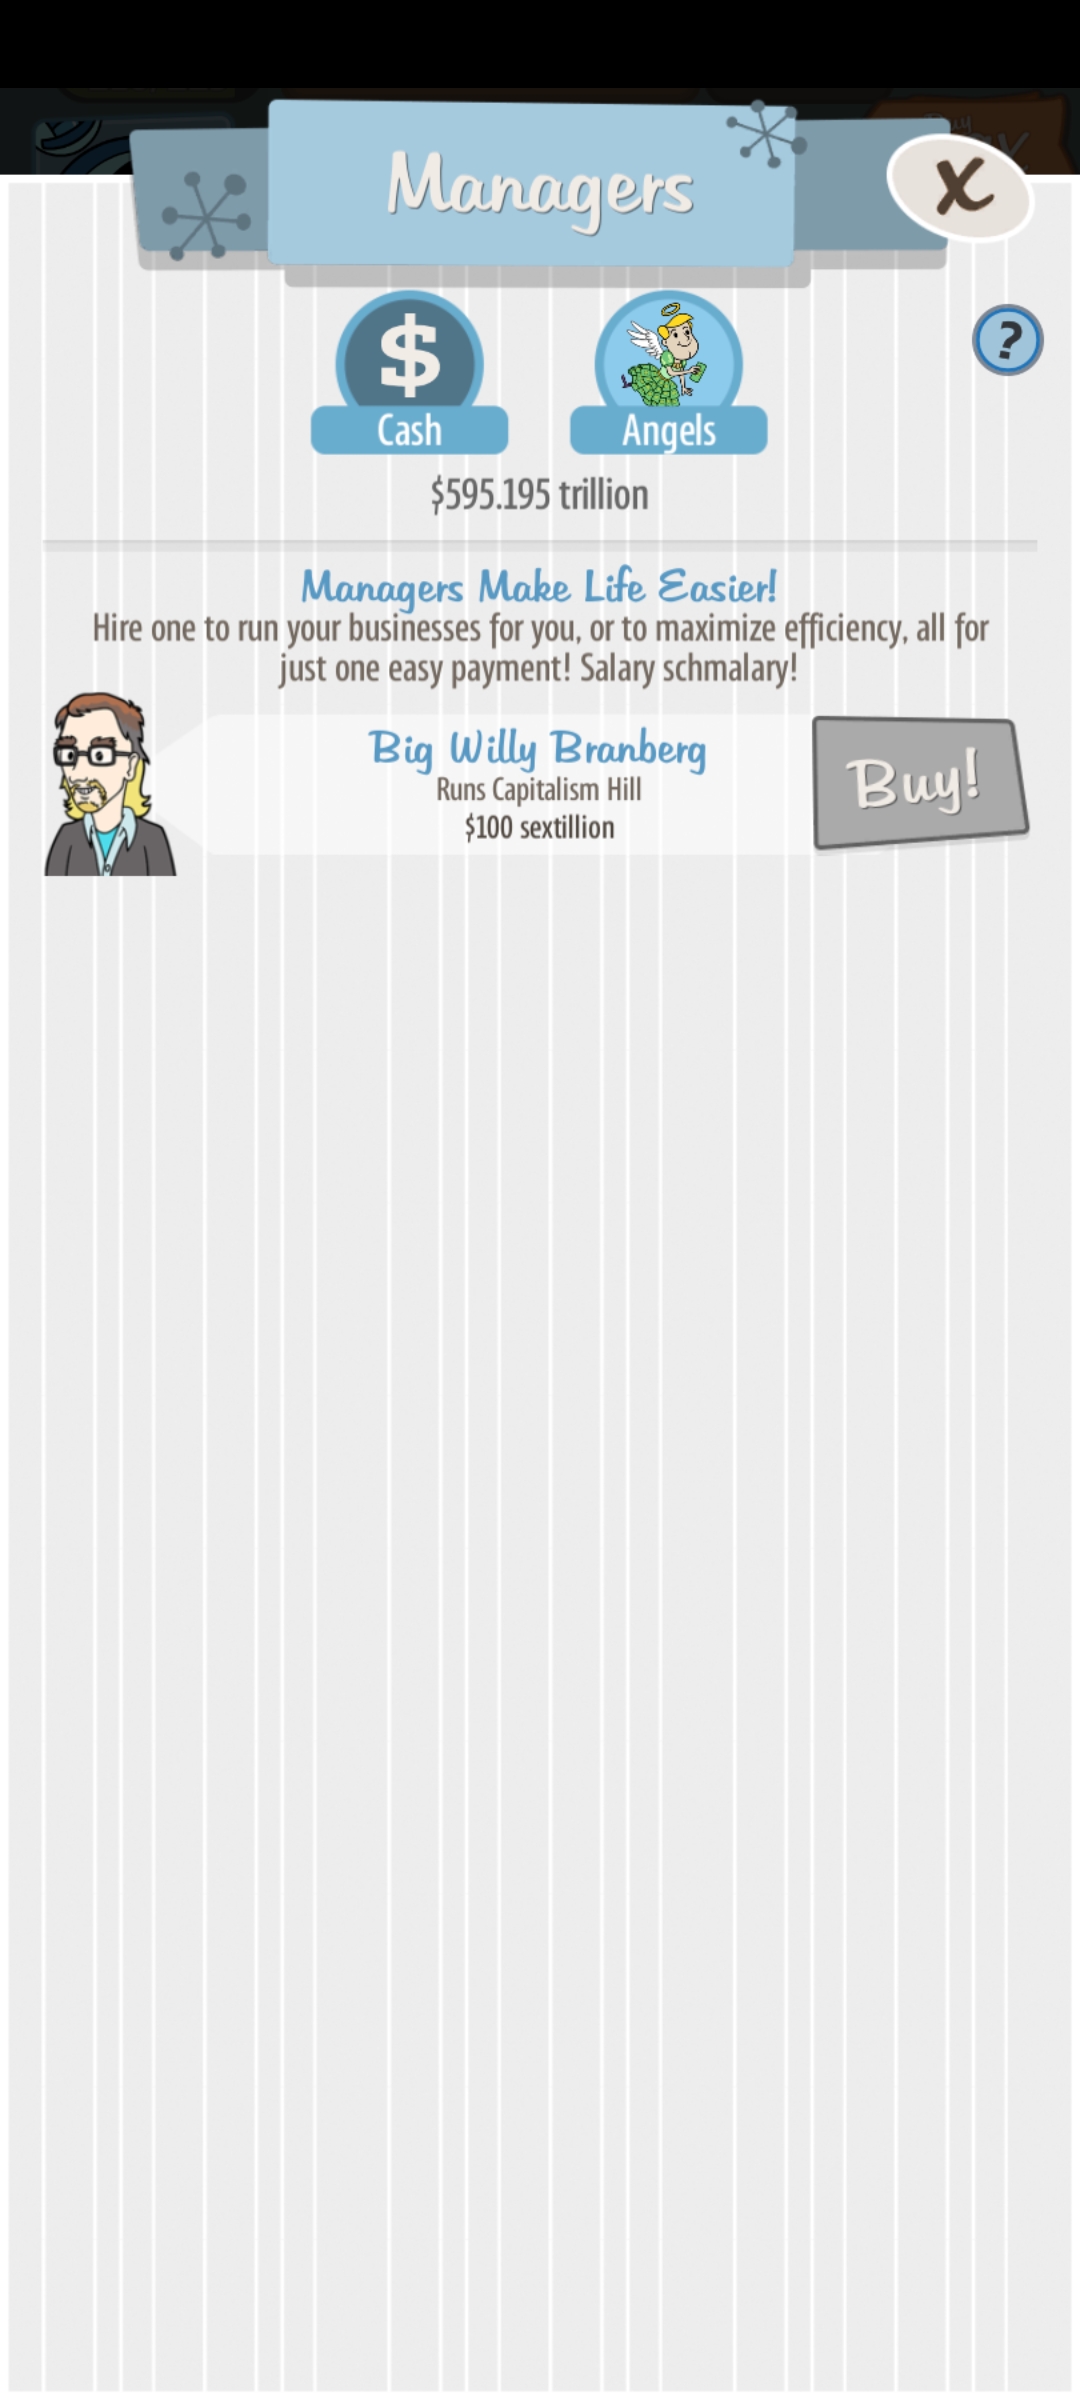 Managers
X
$
?
Cash
Angels
$595.195 trillion
Managers Make Life Easier!
Hire one to run your businesses for you, or to maximize efficiency, all for
just one easy payment! Salary schmalary!
Big Willy Branberg
Runs Capitalism Hill
$100 sextillion
Buy!